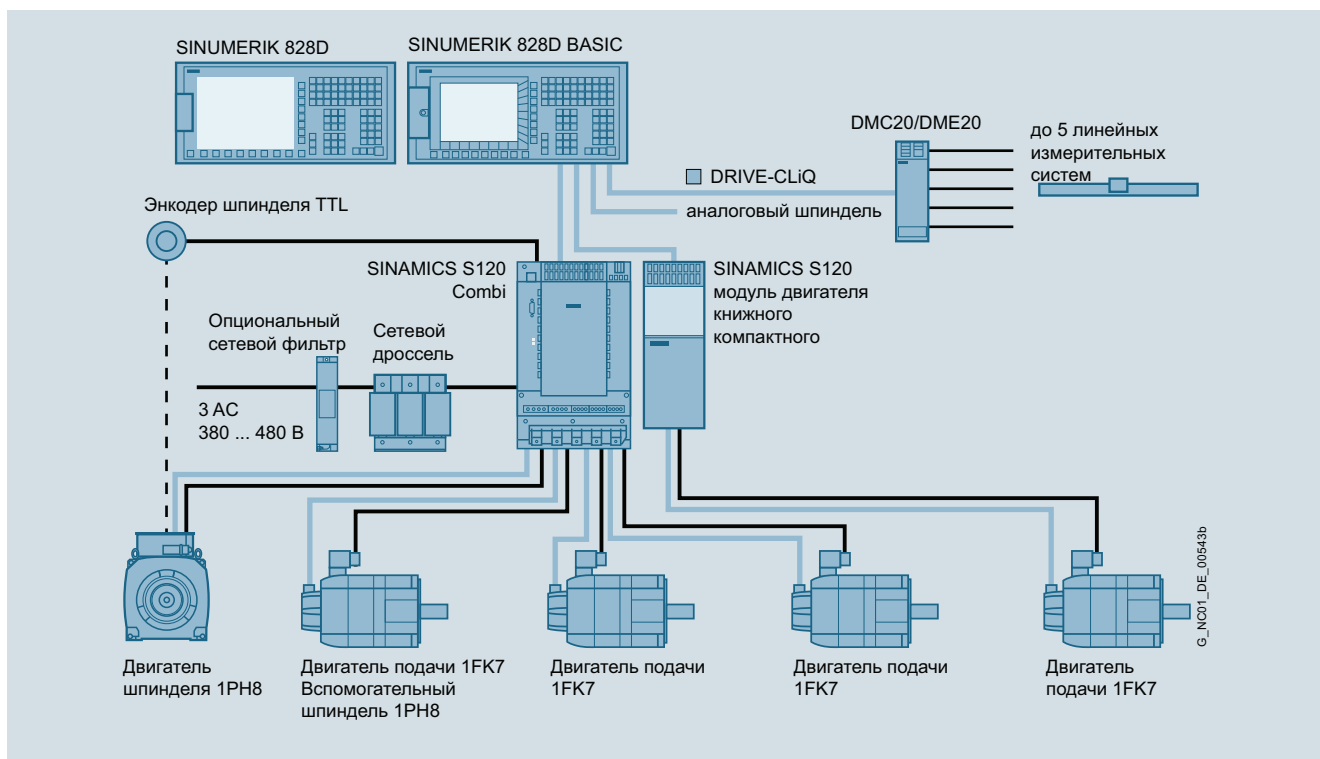 SINUMERIK 828D
SINUMERIK 828D BASIC
DMC20/DME20
до 5 линейных
измерительных
систем
DRIVE-CLiQ
аналоговый шпиндель
Энкодер шпинделя TTL
SINAMICS S120
Combi
SINAMICS S120
модуль двигателя
книжного
компактного
Опциональный
сетевой фильтр
Сетевой
дроссель
3 AC
380 ... 480 В
Двигатель
шпинделя 1PH8
Двигатель подачи 1FK7
Вспомогательный
шпиндель 1PH8
Двигатель подачи
1FK7
Двигатель подачи
1FK7
Двигатель
подачи 1FK7
G_NC01_DE_00543b